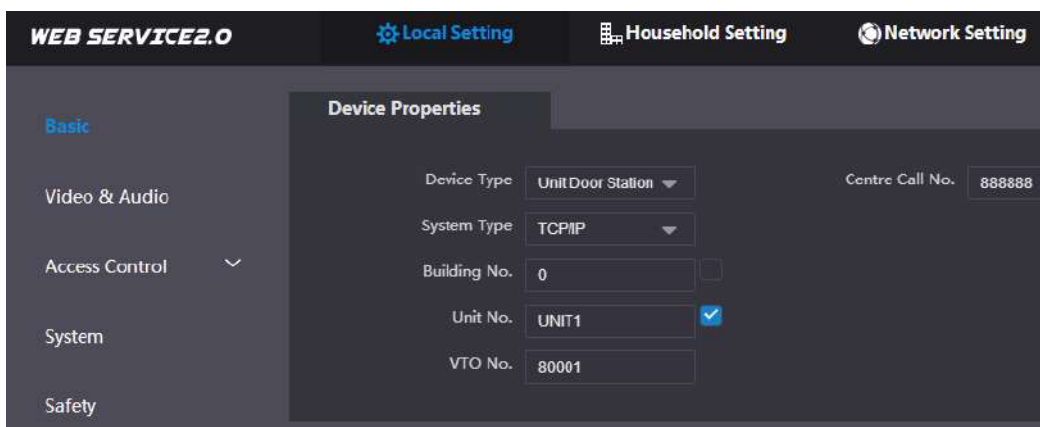 WEB SERVICE2.0 Local Setting Household Setting Network Setting
Basic
Device Properties
Device Type Unit Door Station Centre Call No. 888888
Video & Audio
System Type TCP/IP
Access Control
Building No. 0
Unit No. UNIT1
System
VTO No. 80001
Safety